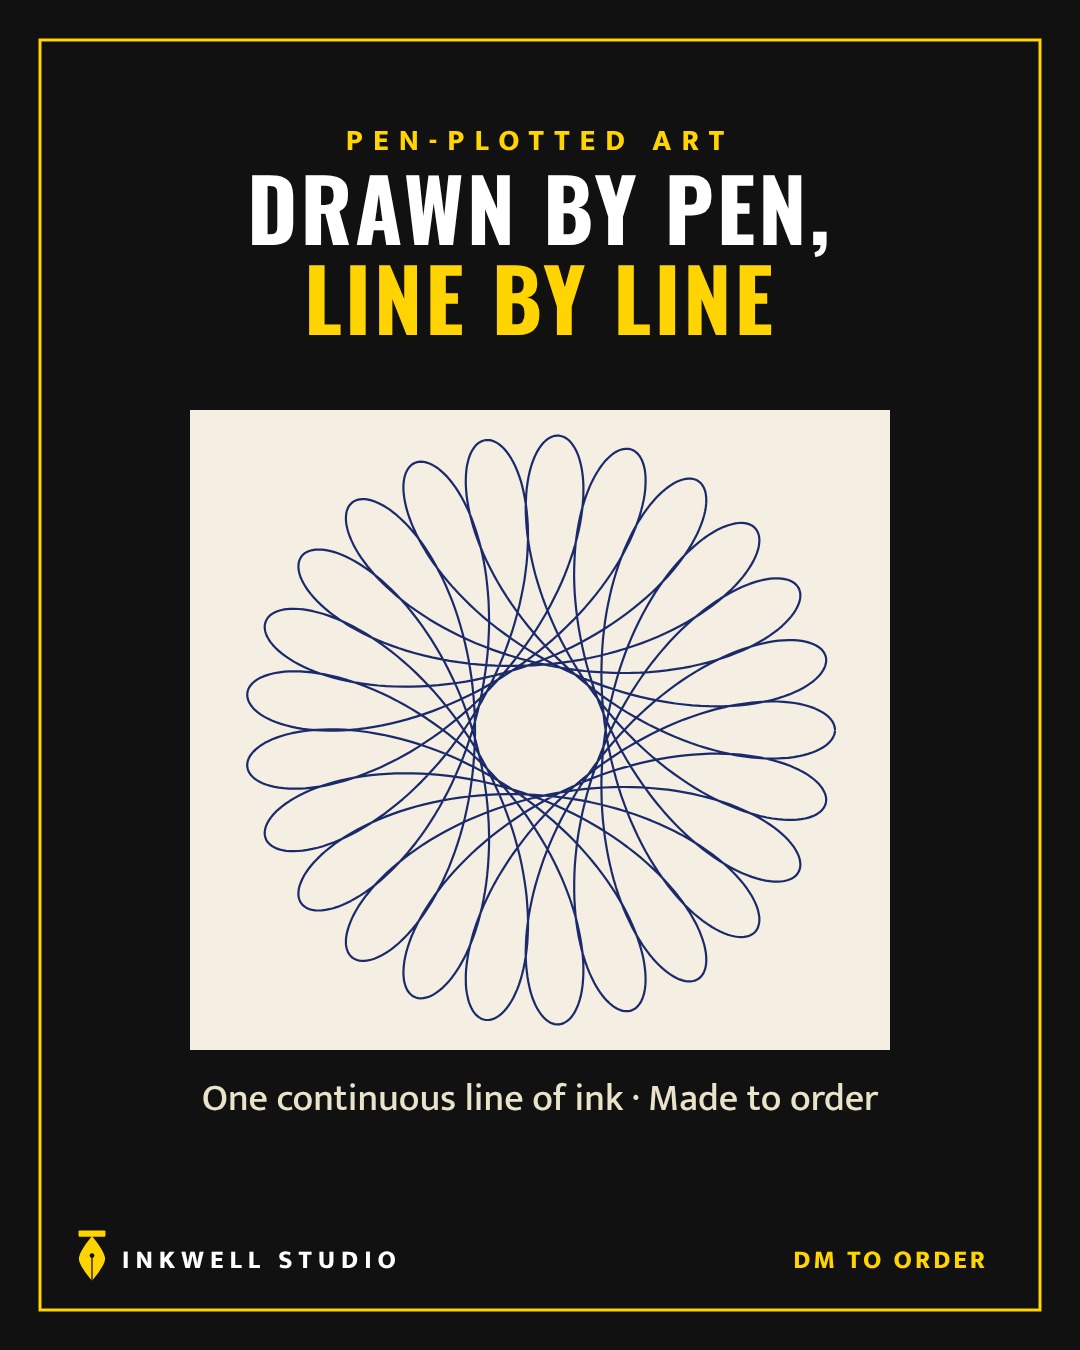 PEN-PLOTTED ART
DRAWN BY PEN,
LINE BY LINE
One continuous line of ink · Made to order
INKWELL STUDIO
DM TO ORDER